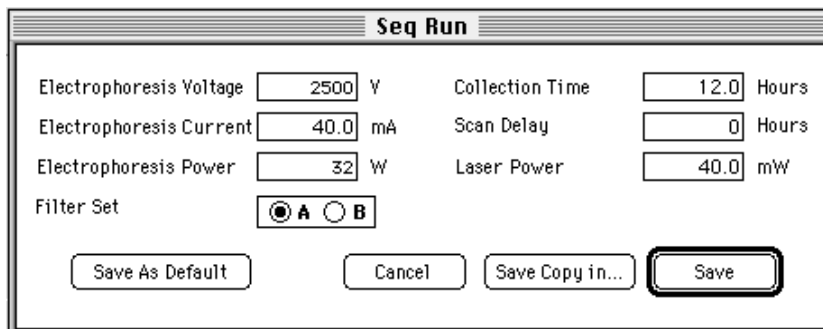 Seq Run
Electrophoresis Voltage 2500 V Collection Time 12.0 Hours
Electrophoresis Current 40.0 mA Scan Delay 0 Hours
Electrophoresis Power 32 W Laser Power 40.0 mW
Filter Set A B
Save As Default Cancel Save Copy in... Save